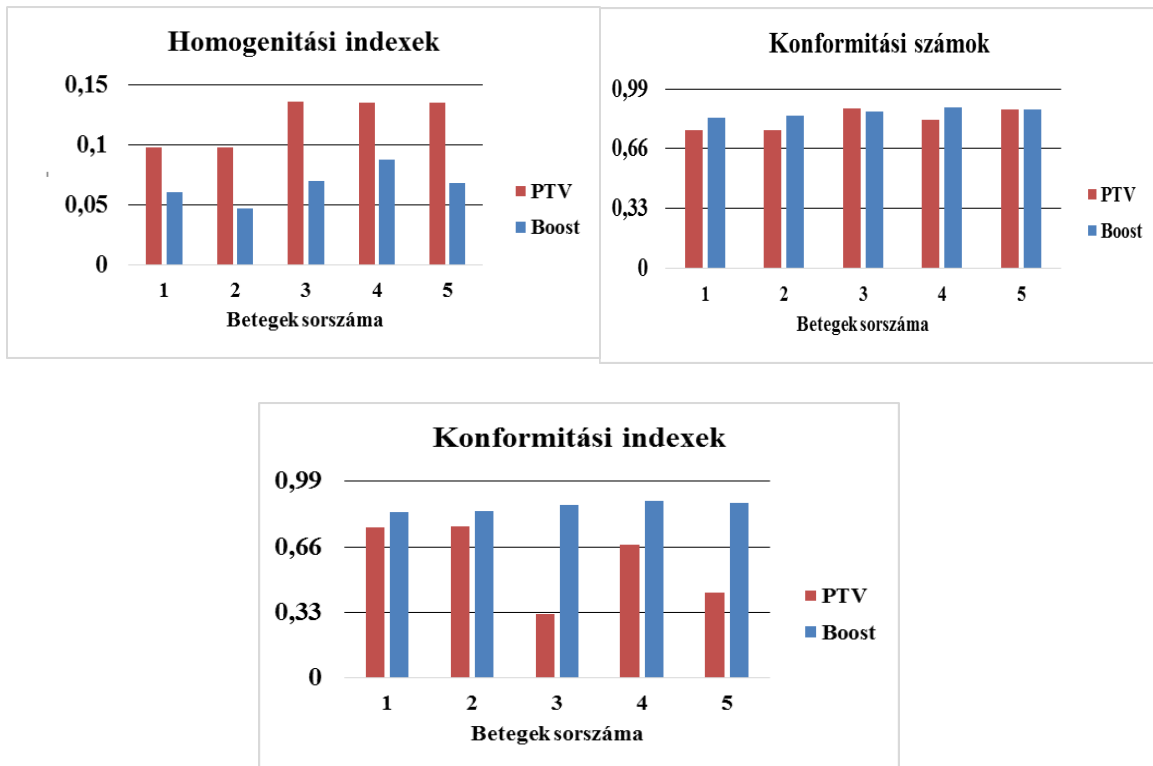 Homogenitási indexek
0,15
0,1
0,05
0
1 2 3 4 5
Betegek sorszáma
PTV
Boost
Konformitási számok
0,99
0,66
0,33
0
1 2 3 4 5
Betegek sorszáma
PTV
Boost
Konformitási indexek
0,99
0,66
0,33
0
1 2 3 4 5
Betegek sorszáma
PTV
Boost